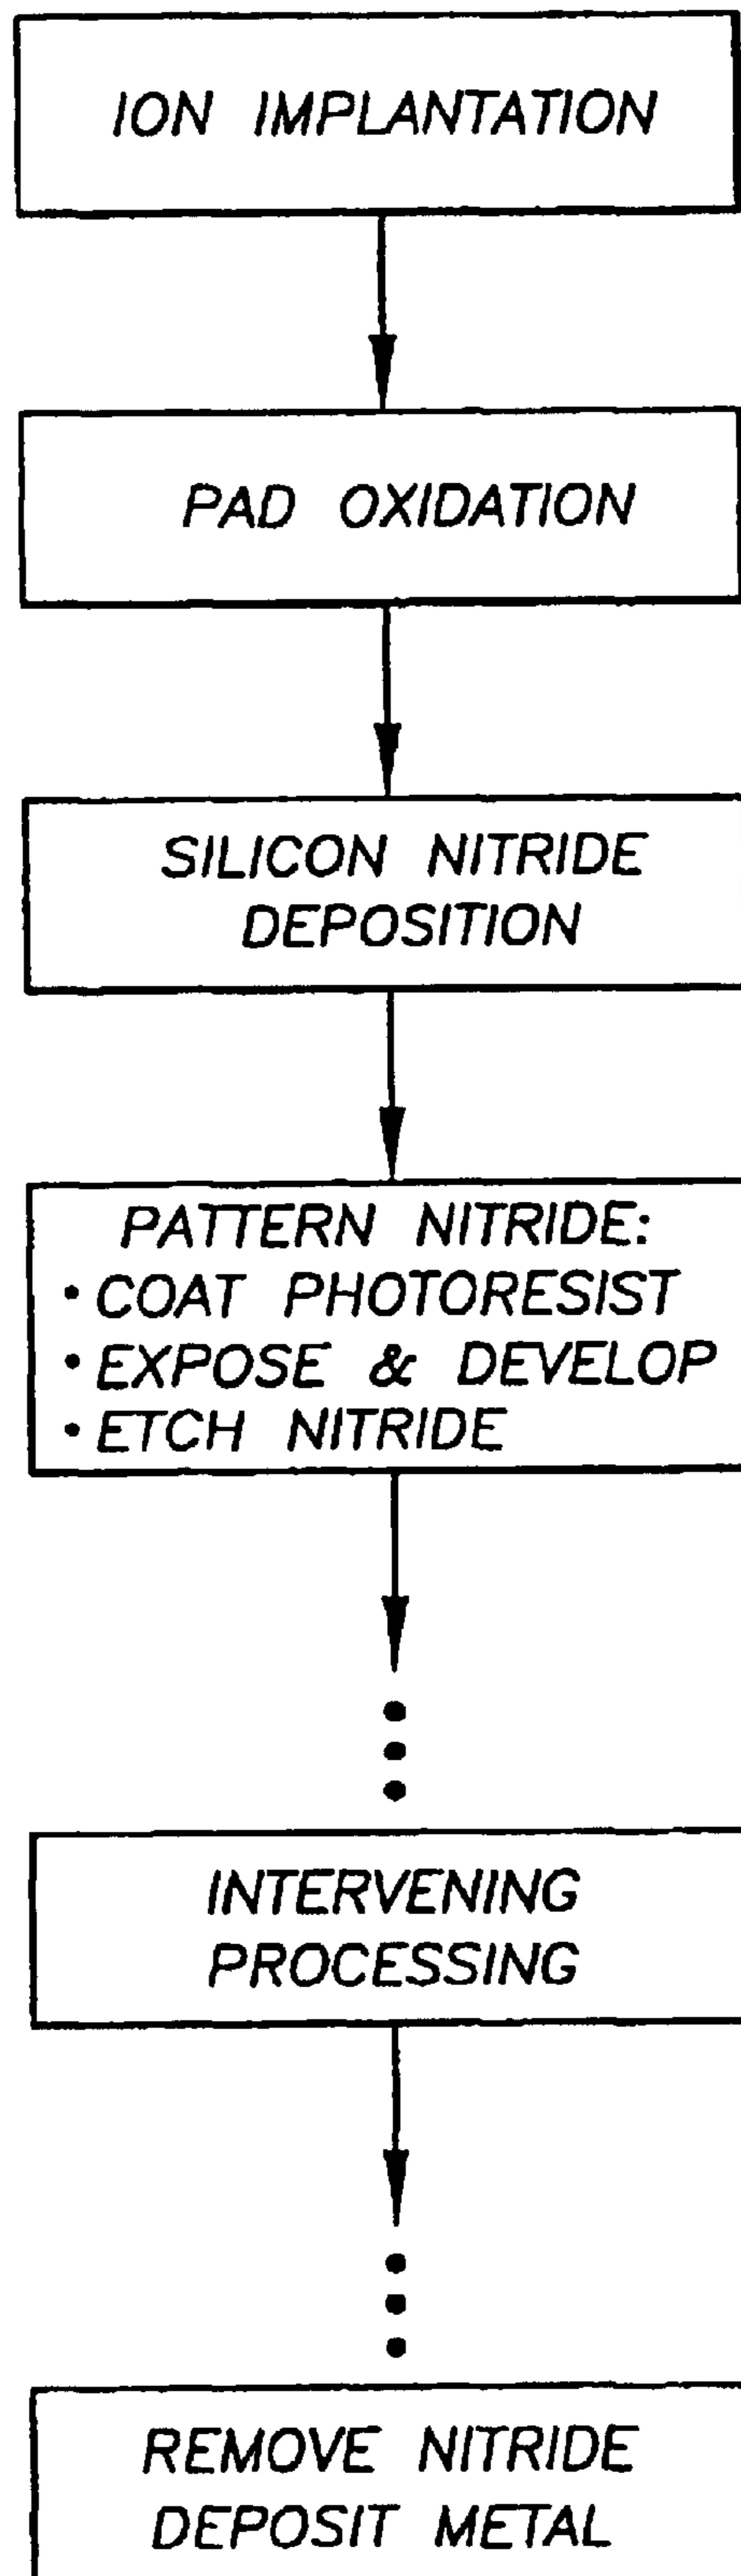 ION IMPLANTATION
PAD OXIDATION
SILICON NITRIDE
DEPOSITION
PATTERN NITRIDE:
• COAT PHOTORESIST
• EXPOSE & DEVELOP
• ETCH NITRIDE
INTERVENING
PROCESSING
REMOVE NITRIDE
DEPOSIT METAL